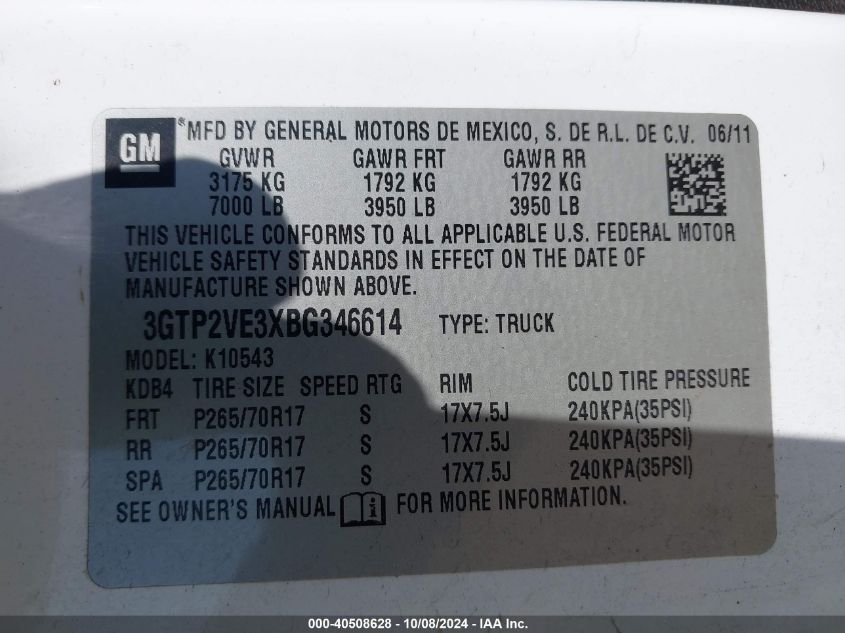 GM
*MFD BY GENERAL MOTORS DE MEXICO, S. DE R.L. DE C.V. 06/11
GVWR GAWR FRT GAWR RR
3175 KG 1792 KG 1792 KG
7000 LB 3950 LB 3950 LB
THIS VEHICLE CONFORMS TO ALL APPLICABLE U.S. FEDERAL MOTOR
VEHICLE SAFETY STANDARDS IN EFFECT ON THE DATE OF
MANUFACTURE SHOWN ABOVE.
3GTP2VE3XBG346614 TYPE: TRUCK
MODEL: K10543
KDB4 TIRE SIZE SPEED RTG RIM COLD TIRE PRESSURE
FRT P265/70R17 S 17X7.5J 240KPA(35PSI)
RR P265/70R17 S 17X7.5J 240KPA(35PSI)
SPA P265/70R17 S 17X7.5J 240KPA(35PSI)
SEE OWNER'S MANUAL FOR MORE INFORMATION.
000-40508628 - 10/08/2024 - IAA Inc.